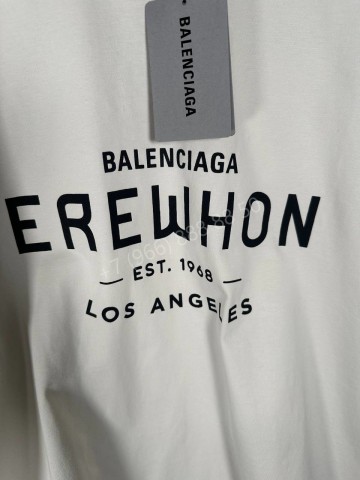 BALENCIAGA
BALENCIAGA
EREWHON
EST. 1968
LOS ANGELES